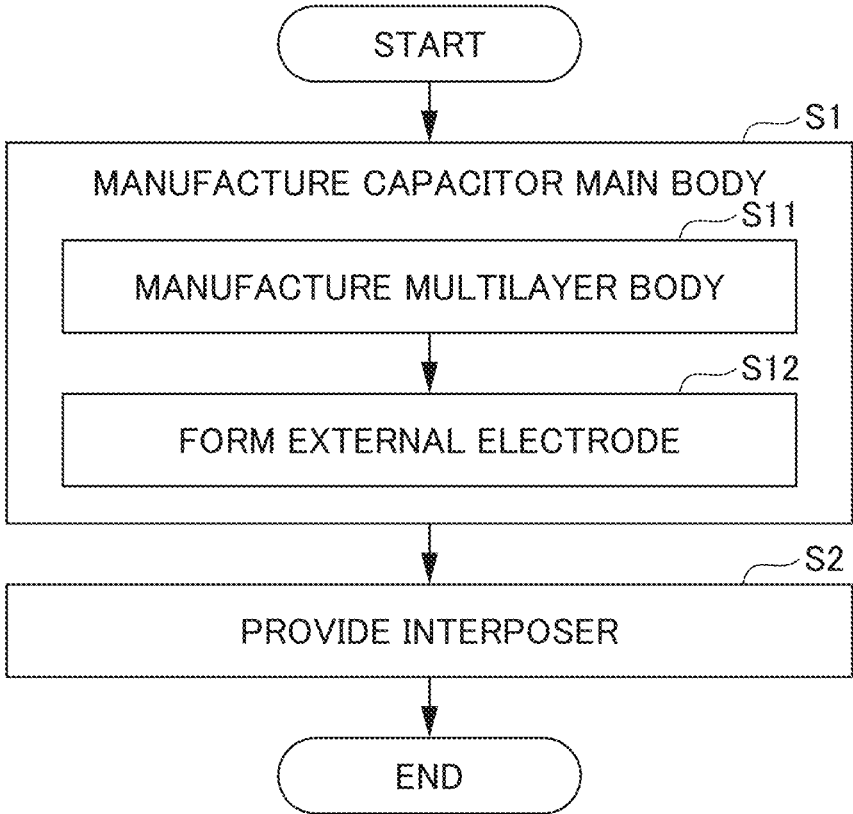 START
S1
MANUFACTURE CAPACITOR MAIN BODY
S11
MANUFACTURE MULTILAYER BODY
S12
FORM EXTERNAL ELECTRODE
S2
PROVIDE INTERPOSER
END